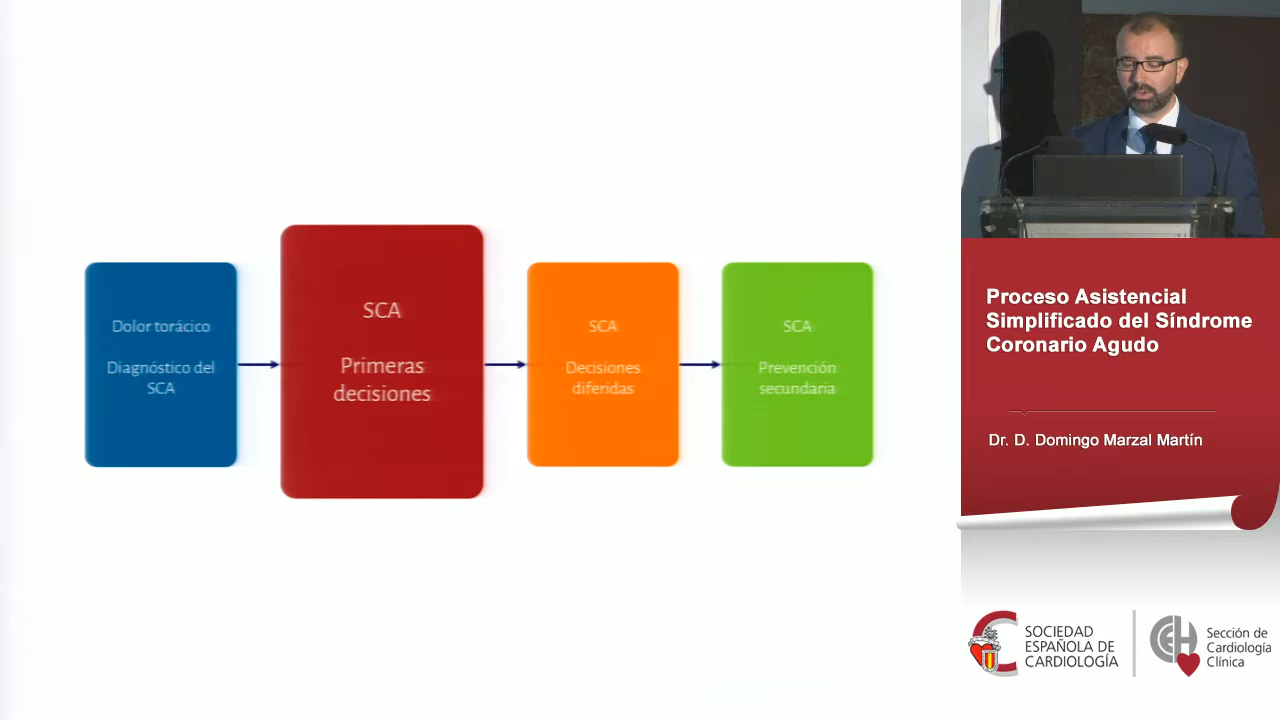 Dolor torácico
Diagnóstico del
SCA
SCA
Primeras
decisiones
SCA
Decisiones
diferidas
SCA
Prevención
secundaria
Proceso Asistencial
Simplificado del Síndrome
Coronario Agudo
Dr. D. Domingo Marzal Martín
SOCIEDAD
ESPAÑOLA DE
CARDIOLOGÍA
Sección de
Cardiología
Clínica